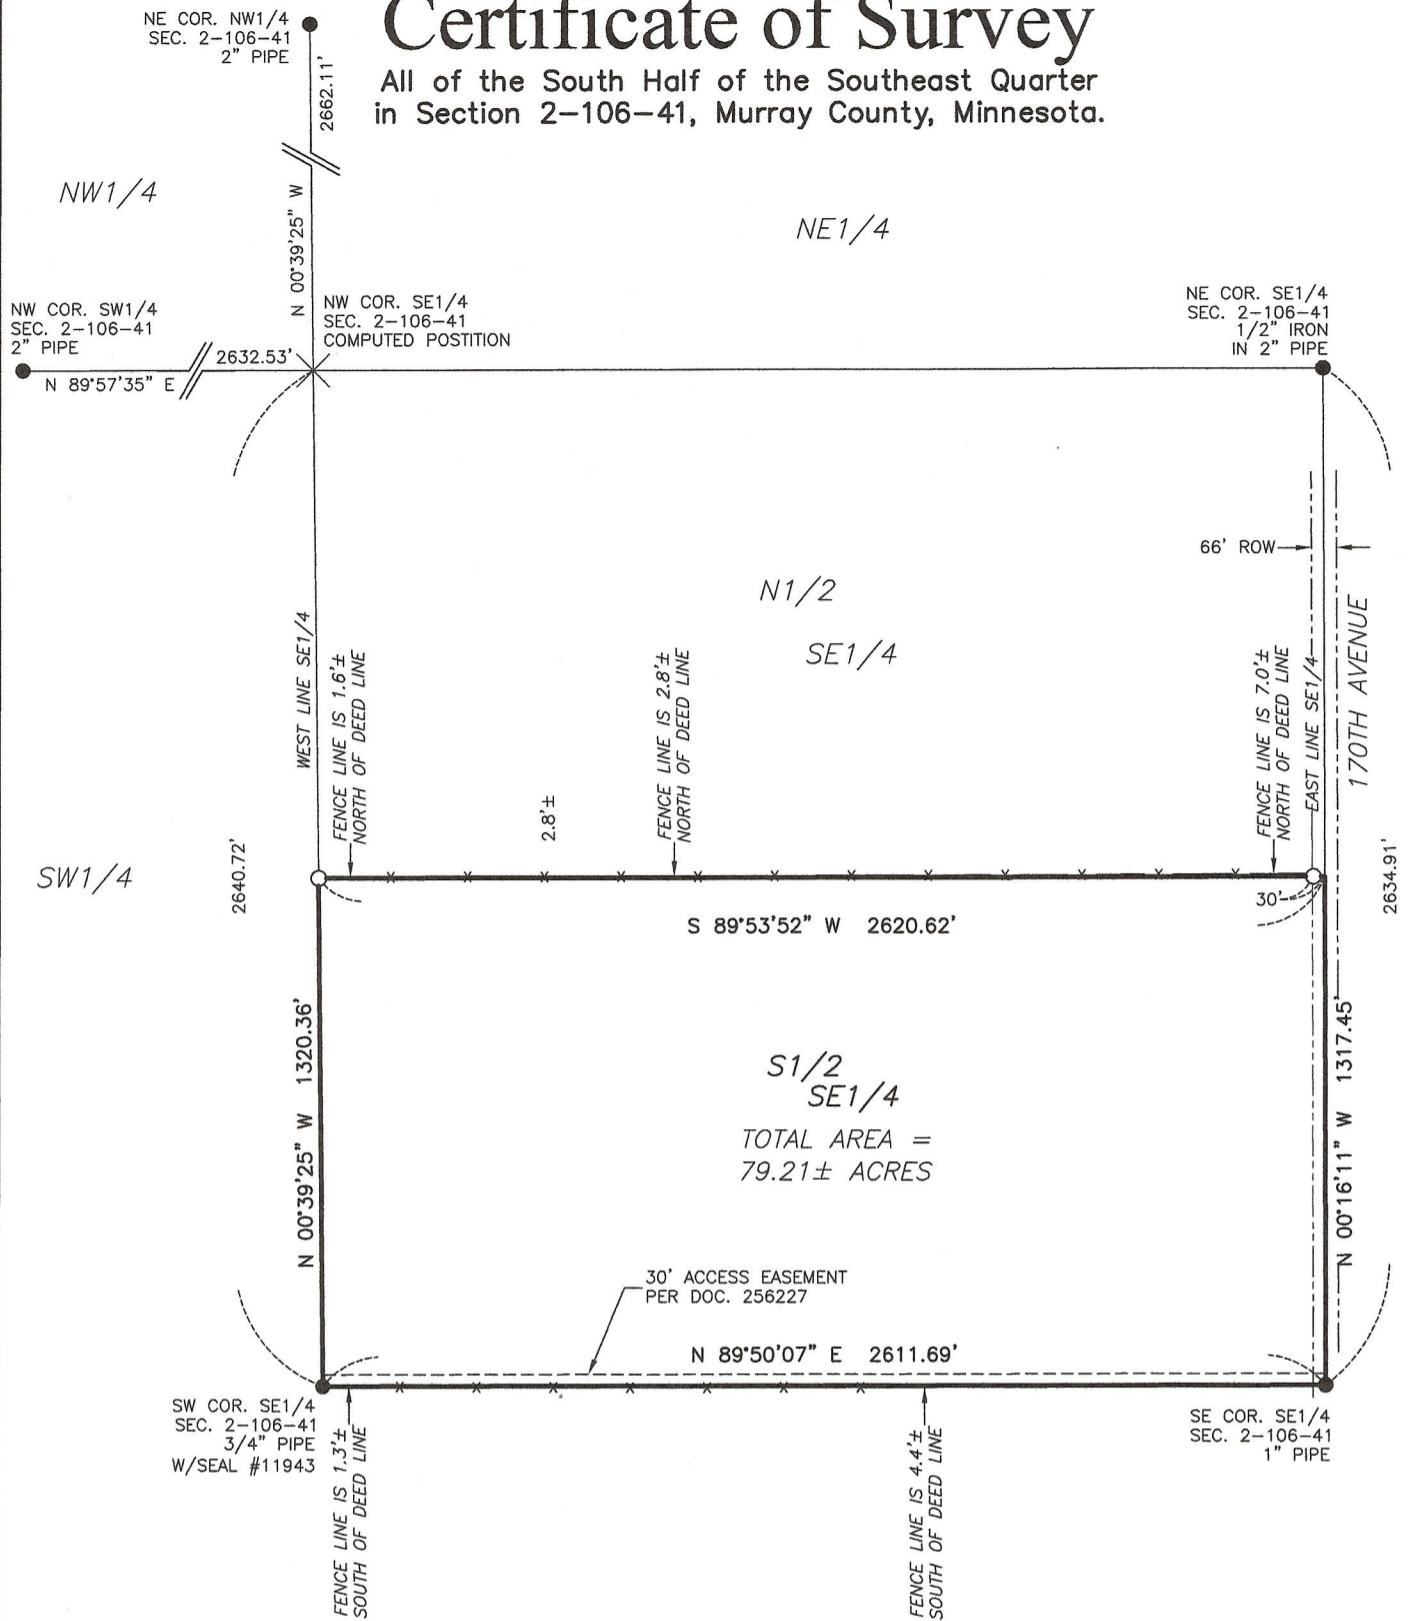 Certificate of Survey
All of the South Half of the Southeast Quarter
in Section 2-106-41, Murray County, Minnesota.
NE COR. NW1/4
SEC. 2-106-41
2" PIPE
2662.11'
N 00°39'25" W
NW1/4
NE1/4
NW COR. SW1/4
SEC. 2-106-41
2" PIPE
N 89°57'35" E
2632.53'
NW COR. SE1/4
SEC. 2-106-41
COMPUTED POSTITION
NE COR. SE1/4
SEC. 2-106-41
1/2" IRON
IN 2" PIPE
66' ROW
170TH AVENUE
N1/2
SE1/4
WEST LINE SE1/4
FENCE LINE IS 1.6'±
NORTH OF DEED LINE
2.8'±
FENCE LINE IS 2.8'±
NORTH OF DEED LINE
FENCE LINE IS 7.0'±
NORTH OF DEED LINE
EAST LINE SE1/4
SW1/4
2640.72'
2634.91'
30'
S 89°53'52" W 2620.62'
N 00°39'25" W 1320.36'
S1/2
SE1/4
TOTAL AREA =
79.21± ACRES
N 00°16'11" W 1317.45'
30' ACCESS EASEMENT
PER DOC. 256227
N 89°50'07" E 2611.69'
SW COR. SE1/4
SEC. 2-106-41
3/4" PIPE
W/SEAL #11943
FENCE LINE IS 1.3'±
SOUTH OF DEED LINE
FENCE LINE IS 4.4'±
SOUTH OF DEED LINE
SE COR. SE1/4
SEC. 2-106-41
1" PIPE